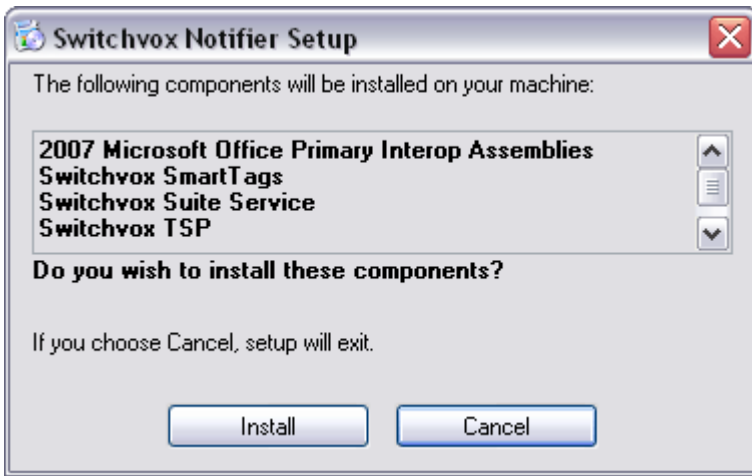 Switchvox Notifier Setup
The following components will be installed on your machine:
2007 Microsoft Office Primary Interop Assemblies
Switchvox SmartTags
Switchvox Suite Service
Switchvox TSP
Do you wish to install these components?
If you choose Cancel, setup will exit.
Install
Cancel